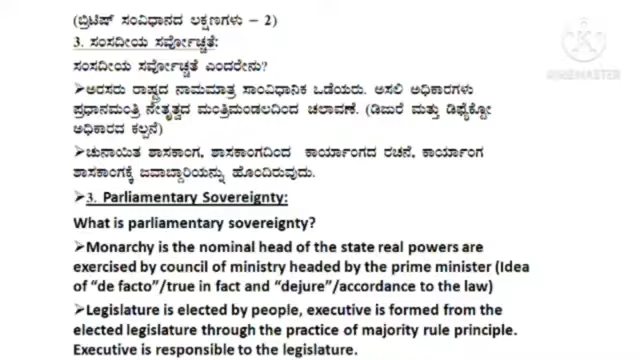 (ಬ್ರಿಟಿಷ್ ಸಂವಿಧಾನದ ಲಕ್ಷಣಗಳು – 2)
3. ಸಂಸದೀಯ ಸರ್ವೋಚ್ಚತೆ:
ಸಂಸದೀಯ ಸರ್ವೋಚ್ಚತೆ ಎಂದರೇನು?
➢ಅರಸರು ರಾಷ್ಟ್ರದ ನಾಮಮಾತ್ರ ಸಾಂವಿಧಾನಿಕ ಒಡೆಯರು. ಅಸಲಿ ಅಧಿಕಾರಗಳು
ಪ್ರಧಾನಮಂತ್ರಿ ನೇತೃತ್ವದ ಮಂತ್ರಿಮಂಡಲದಿಂದ ಚಲಾವಣೆ. (ಡಿಜುರೆ ಮತ್ತು ಡಿಫ್ಯಾಕ್ಟೋ
ಅಧಿಕಾರದ ಕಲ್ಪನೆ)
➢ಚುನಾಯಿತ ಶಾಸಕಾಂಗ, ಶಾಸಕಾಂಗದಿಂದ ಕಾರ್ಯಾಂಗದ ರಚನೆ, ಕಾರ್ಯಾಂಗ
ಶಾಸಕಾಂಗಕ್ಕೆ ಜವಾಬ್ದಾರಿಯನ್ನು ಹೊಂದಿರುವುದು.
➢3. Parliamentary Sovereignty:
What is parliamentary sovereignty?
➢Monarchy is the nominal head of the state real powers are
exercised by council of ministry headed by the prime minister (Idea
of “de facto”/true in fact and “dejure”/accordance to the law)
➢Legislature is elected by people, executive is formed from the
elected legislature through the practice of majority rule principle.
Executive is responsible to the legislature.
KINEMASTER